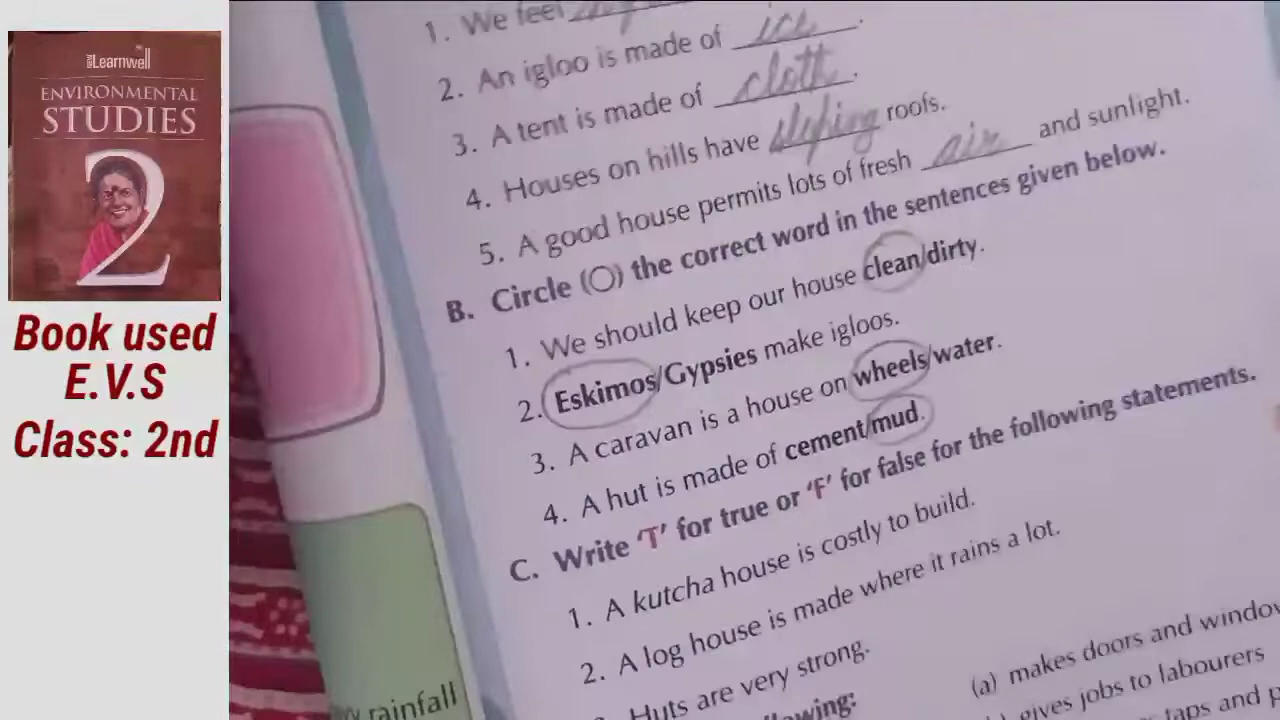 Learnwell
ENVIRONMENTAL
STUDIES
2
Book used
E.V.S
Class: 2nd
1. We feel
2. An igloo is made of ice.
3. A tent is made of cloth.
4. Houses on hills have sloping roofs.
5. A good house permits lots of fresh air and sunlight.
B. Circle (O) the correct word in the sentences given below.
1. We should keep our house clean/dirty.
2. Eskimos/Gypsies make igloos.
3. A caravan is a house on wheels/water.
4. A hut is made of cement/mud.
C. Write 'T' for true or 'F' for false for the following statements.
1. A kutcha house is costly to build.
2. A log house is made where it rains a lot.
Huts are very strong.
(a) makes doors and
gives jobs to labourers
taps and
rainfall